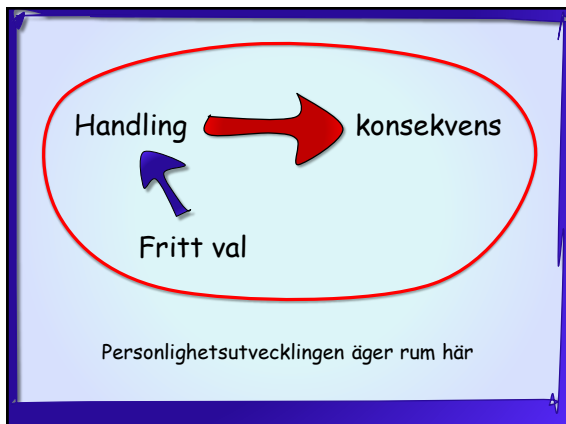 Handling konsekvens
Fritt val
Personlighetsutvecklingen äger rum här